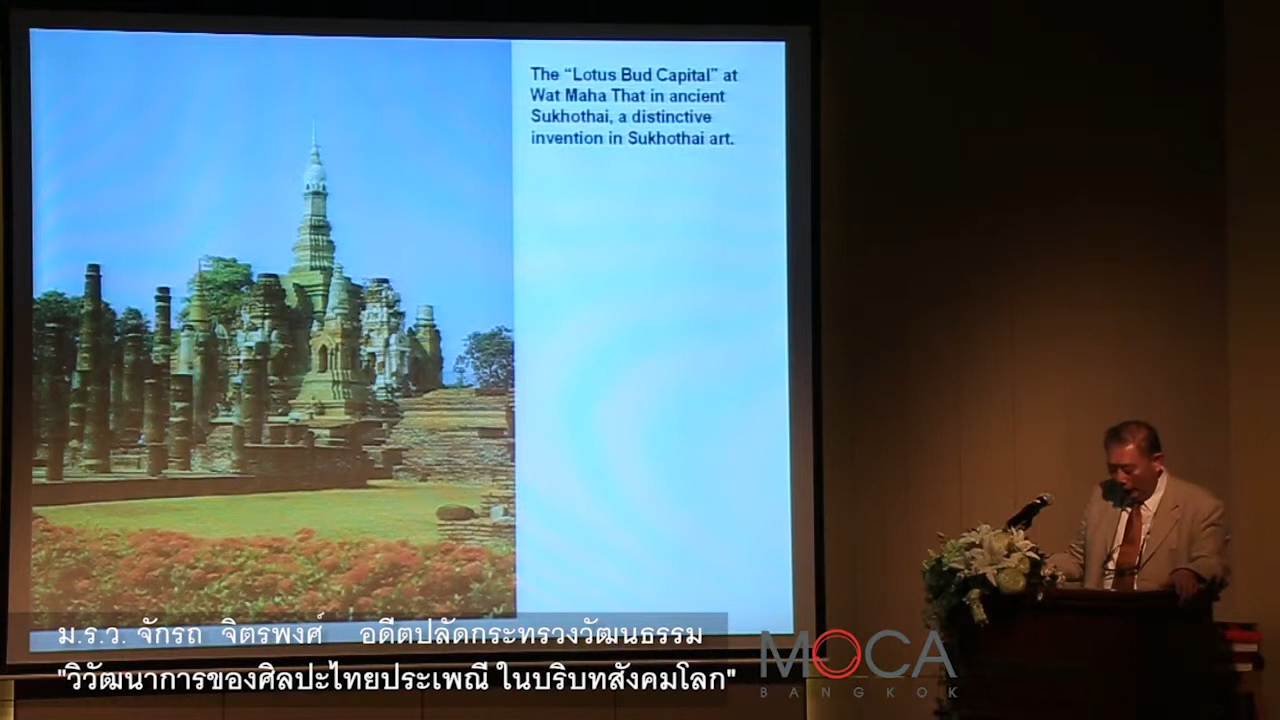 The “Lotus Bud Capital” at
Wat Maha That in ancient
Sukhothai, a distinctive
invention in Sukhothai art.
ม.ร.ว. จักรถ จิตรพงศ์ อดีตปลัดกระทรวงวัฒนธรรม
"วิวัฒนาการของศิลปะไทยประเพณี ในบริบทสังคมโลก"
MOCA
BANGKOK